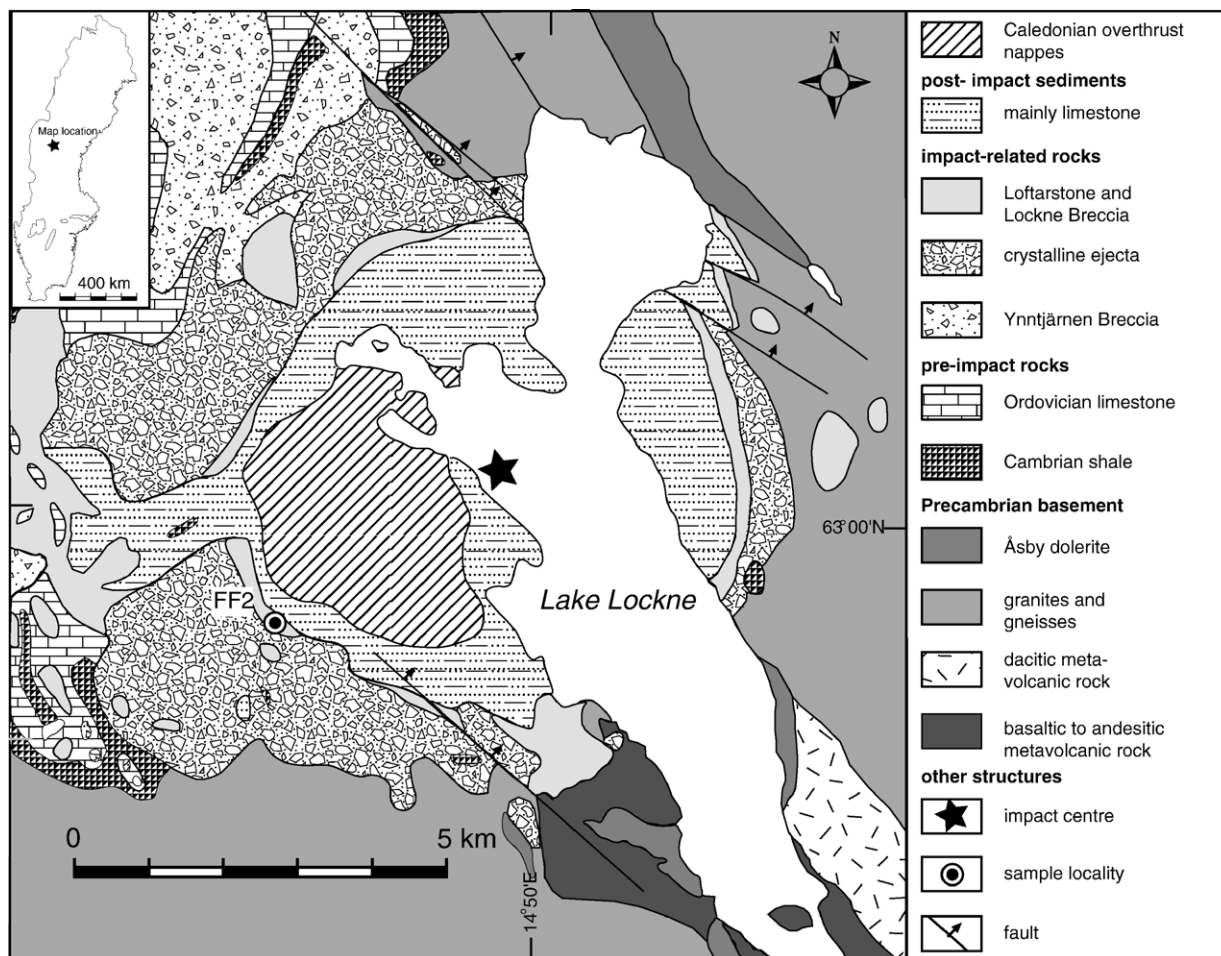 Map location
400 km
N
FF2
Lake Lockne
63°00'N
14°50'E
0
5 km
Caledonian overthrust
nappes
post- impact sediments
mainly limestone
impact-related rocks
Loftarstone and
Lockne Breccia
crystalline ejecta
Ynntjärnen Breccia
pre-impact rocks
Ordovician limestone
Cambrian shale
Precambrian basement
Åsby dolerite
granites and
gneisses
dacitic meta-
volcanic rock
basaltic to andesitic
metavolcanic rock
other structures
impact centre
sample locality
fault